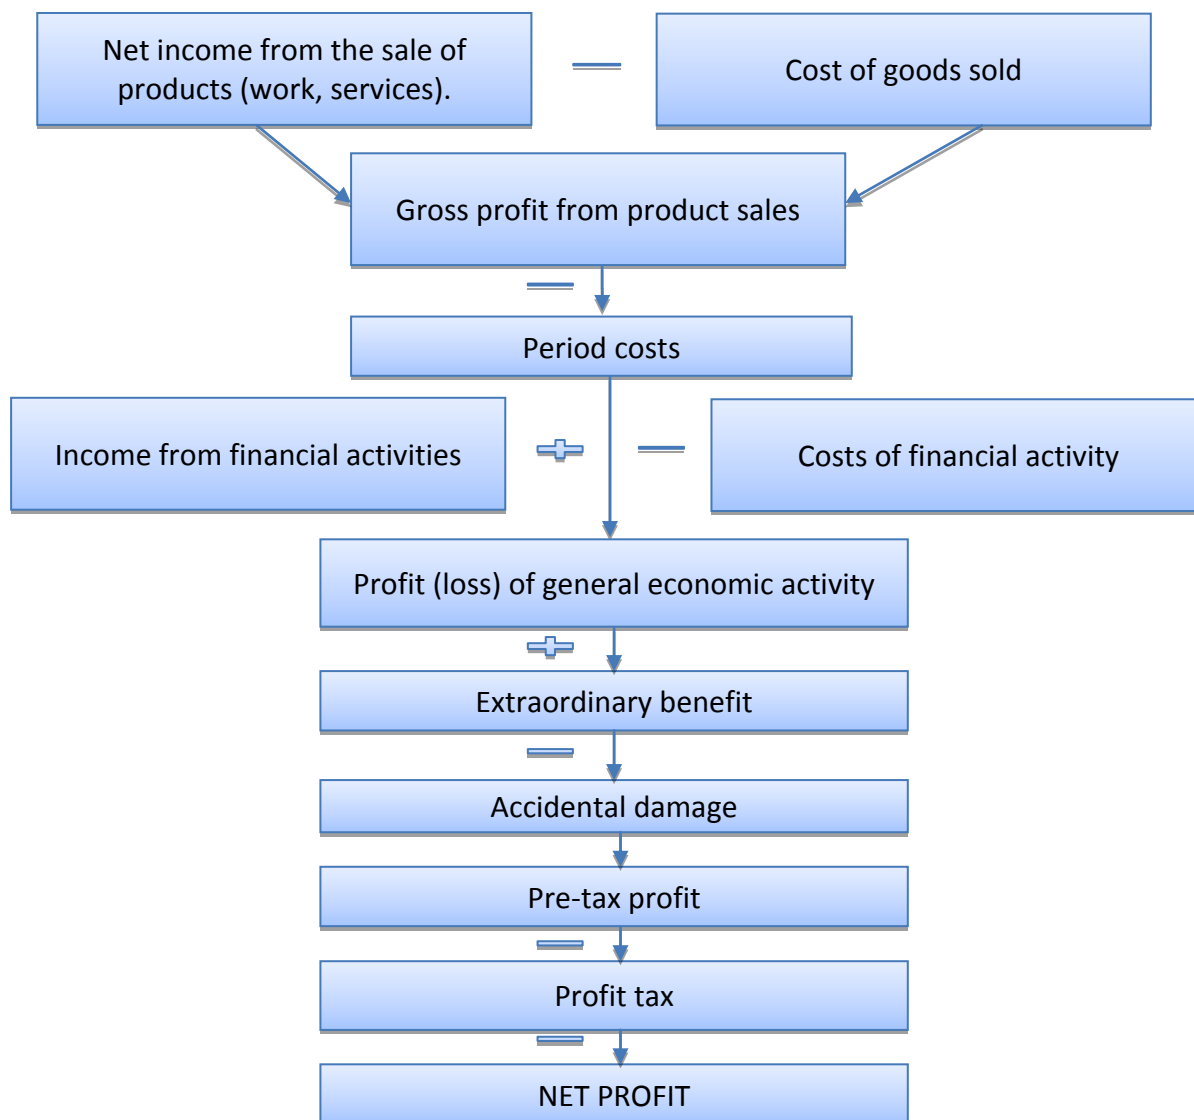 Net income from the sale of
products (work, services).
Cost of goods sold
Gross profit from product sales
Period costs
Income from financial activities
Costs of financial activity
Profit (loss) of general economic activity
Extraordinary benefit
Accidental damage
Pre-tax profit
Profit tax
NET PROFIT